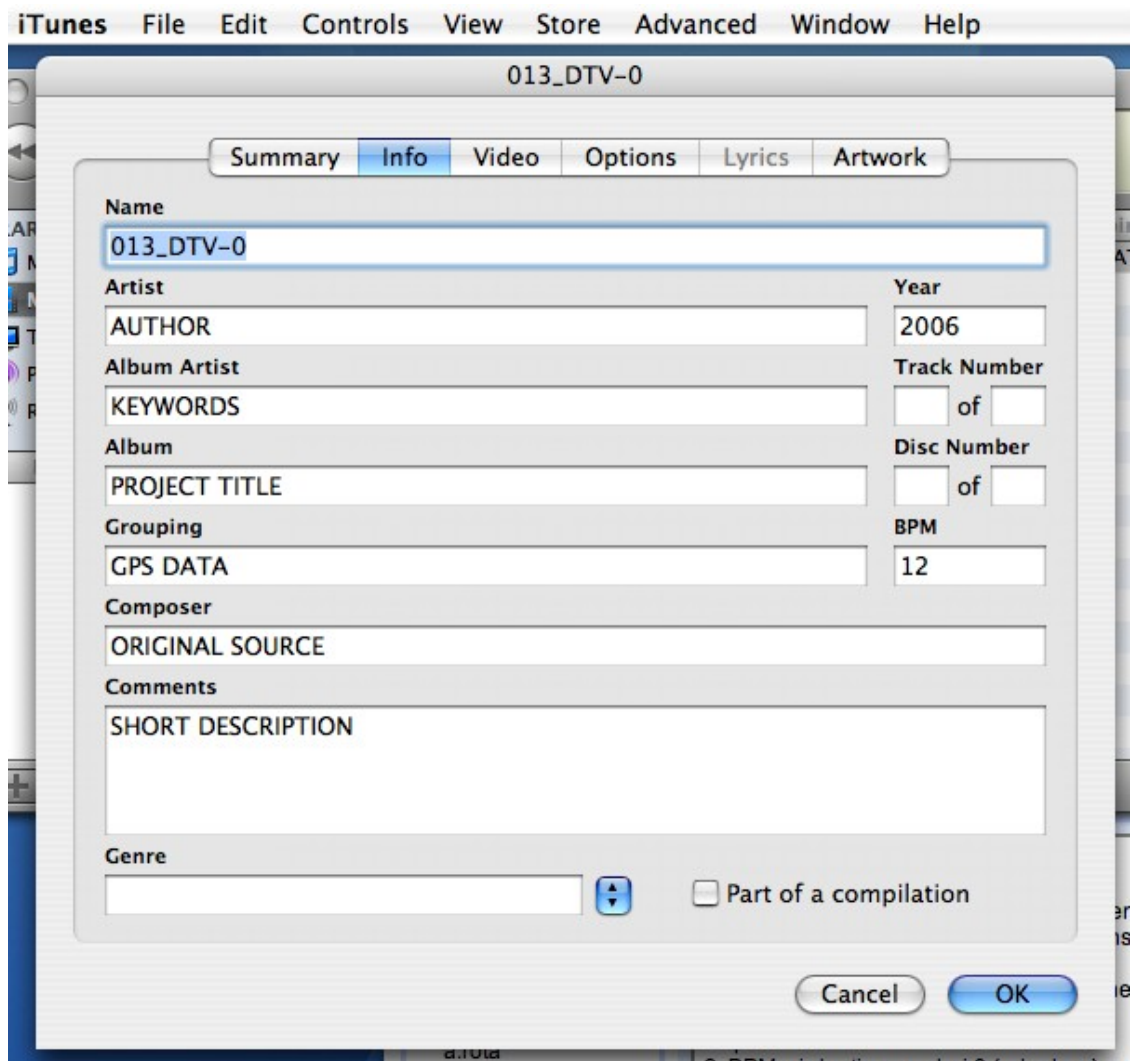 iTunes File Edit Controls View Store Advanced Window Help
013_DTV-0
Summary Info Video Options Lyrics Artwork
Name
013_DTV-0
Artist Year
AUTHOR 2006
Album Artist Track Number
KEYWORDS of
Album Disc Number
PROJECT TITLE of
Grouping BPM
GPS DATA 12
Composer
ORIGINAL SOURCE
Comments
SHORT DESCRIPTION
Genre
Part of a compilation
Cancel OK